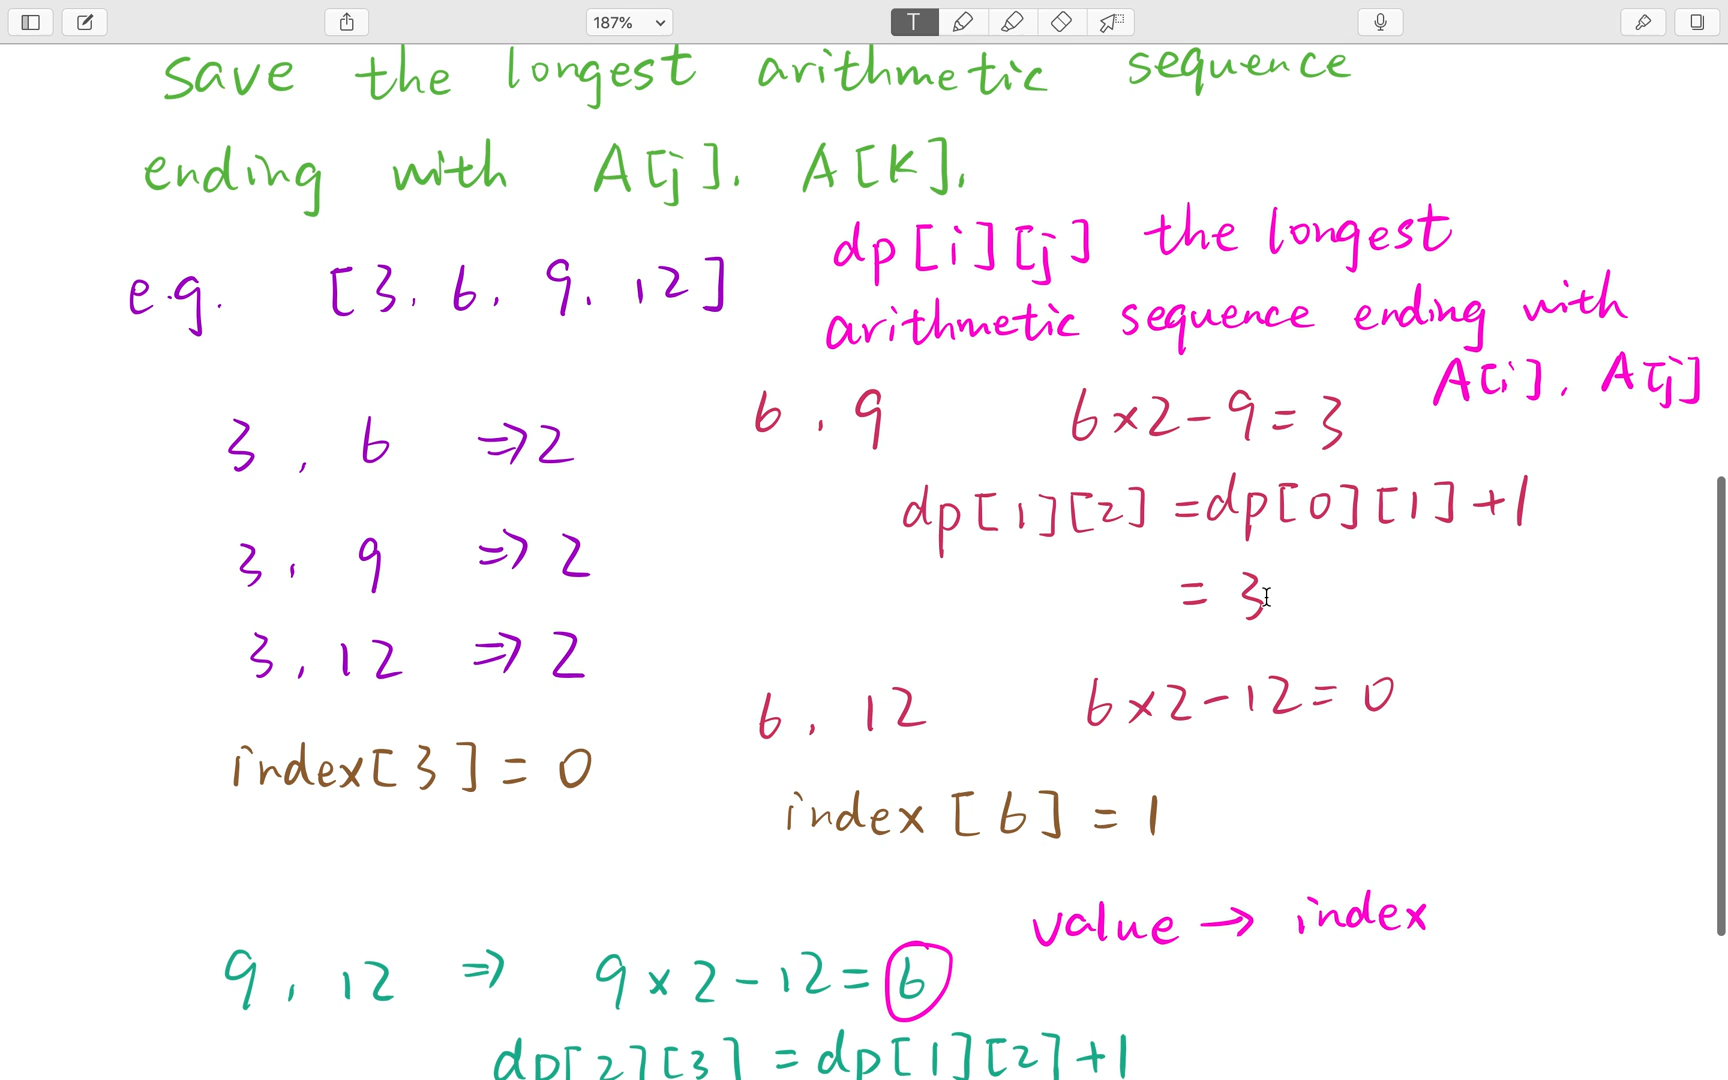 187%
T
save the longest arithmetic sequence
ending with A[j]. A[k].
dp[i][j] the longest
arithmetic sequence ending with
A[i]. A[j]
e.g. [3. 6. 9. 12]
3, 6 => 2
3, 9 => 2
3, 12 => 2
index[3] = 0
6, 9 6×2-9=3
dp[1][2] =dp[0][1]+1
= 3
6, 12 6×2-12=0
index [6] = 1
value → index
9, 12 => 9×2-12=6
dp[2][3] =dp[1][2]+1